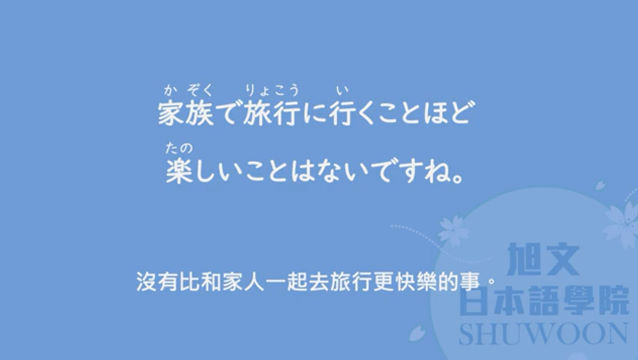 か ぞく りょこう い
家族で旅行に行くことほど
たの
楽しいことはないですね。
沒有比和家人一起去旅行更快樂的事。
旭文
日本語學院
SHUWOON